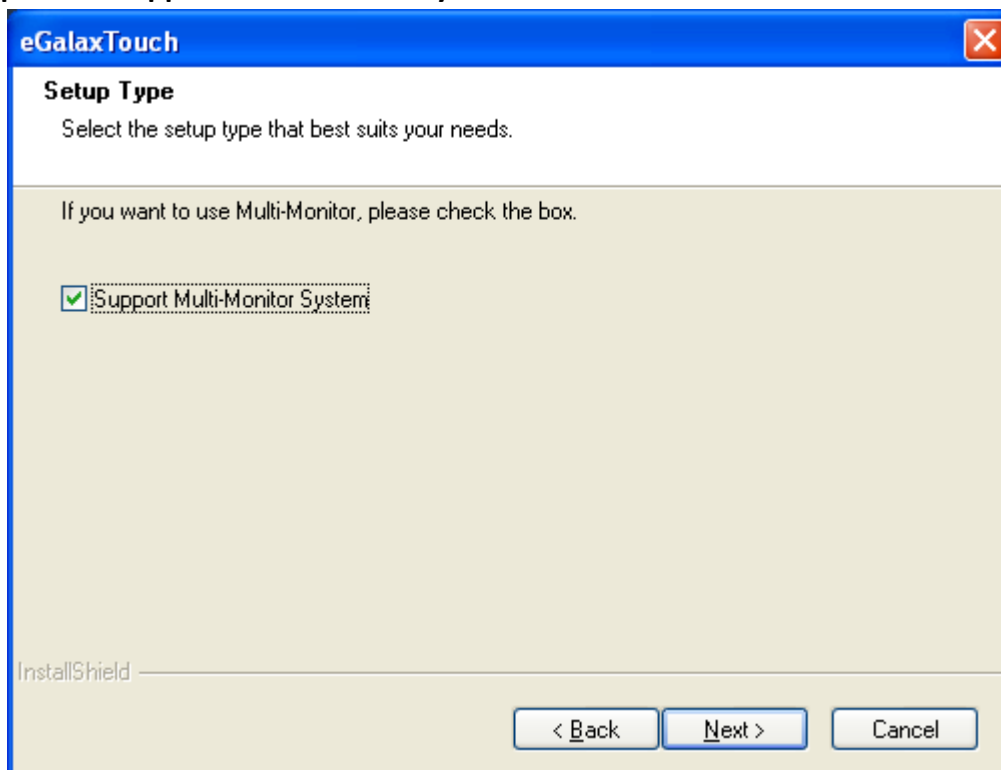 eGalaxTouch
Setup Type
Select the setup type that best suits your needs.
If you want to use Multi-Monitor, please check the box.
Support Multi-Monitor System
InstallShield
< Back Next > Cancel